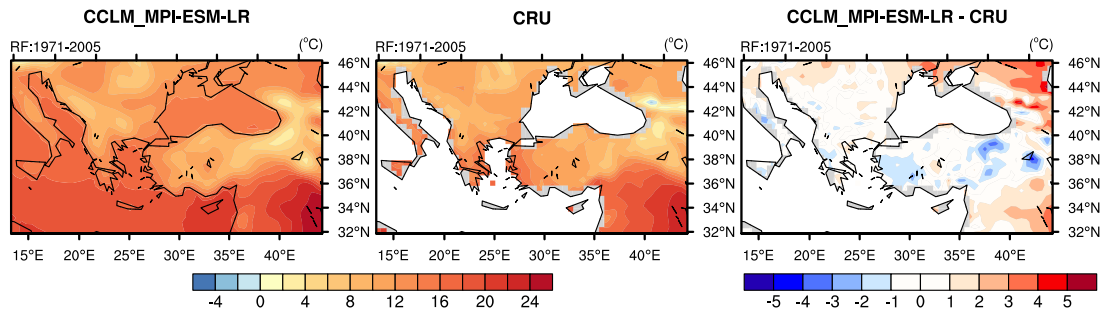 CCLM_MPI-ESM-LR CRU CCLM_MPI-ESM-LR - CRU
RF:1971-2005 (°C) RF:1971-2005 (°C) RF:1971-2005 (°C)
46°N 46°N 46°N
44°N 44°N 44°N
42°N 42°N 42°N
40°N 40°N 40°N
38°N 38°N 38°N
36°N 36°N 36°N
34°N 34°N 34°N
32°N 32°N 32°N
15°E 20°E 25°E 30°E 35°E 40°E 15°E 20°E 25°E 30°E 35°E 40°E 15°E 20°E 25°E 30°E 35°E 40°E
-4 0 4 8 12 16 20 24 -5 -4 -3 -2 -1 0 1 2 3 4 5